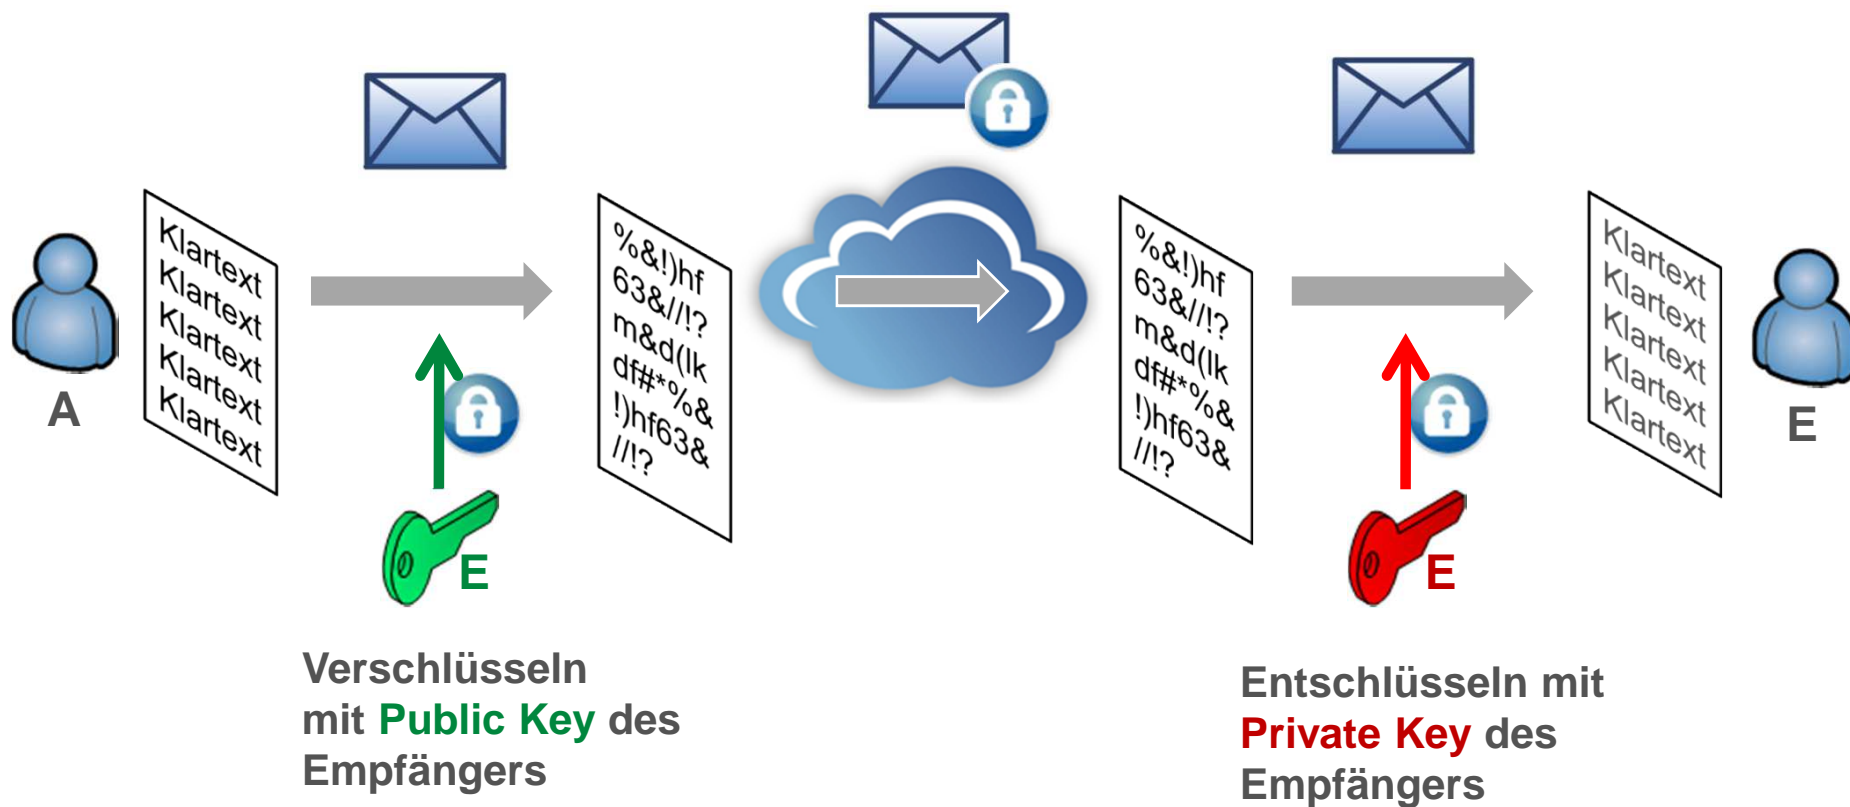 Klartext
Klartext
Klartext
Klartext
Klartext
%&!)hf
63&//!?
m&d(lk
df#*%&
!)hf63&
//!?
%&!)hf
63&//!?
m&d(lk
df#*%&
!)hf63&
//!?
Klartext
Klartext
Klartext
Klartext
Klartext
A
E
E
E
Verschlüsseln
mit Public Key des
Empfängers
Entschlüsseln mit
Private Key des
Empfängers